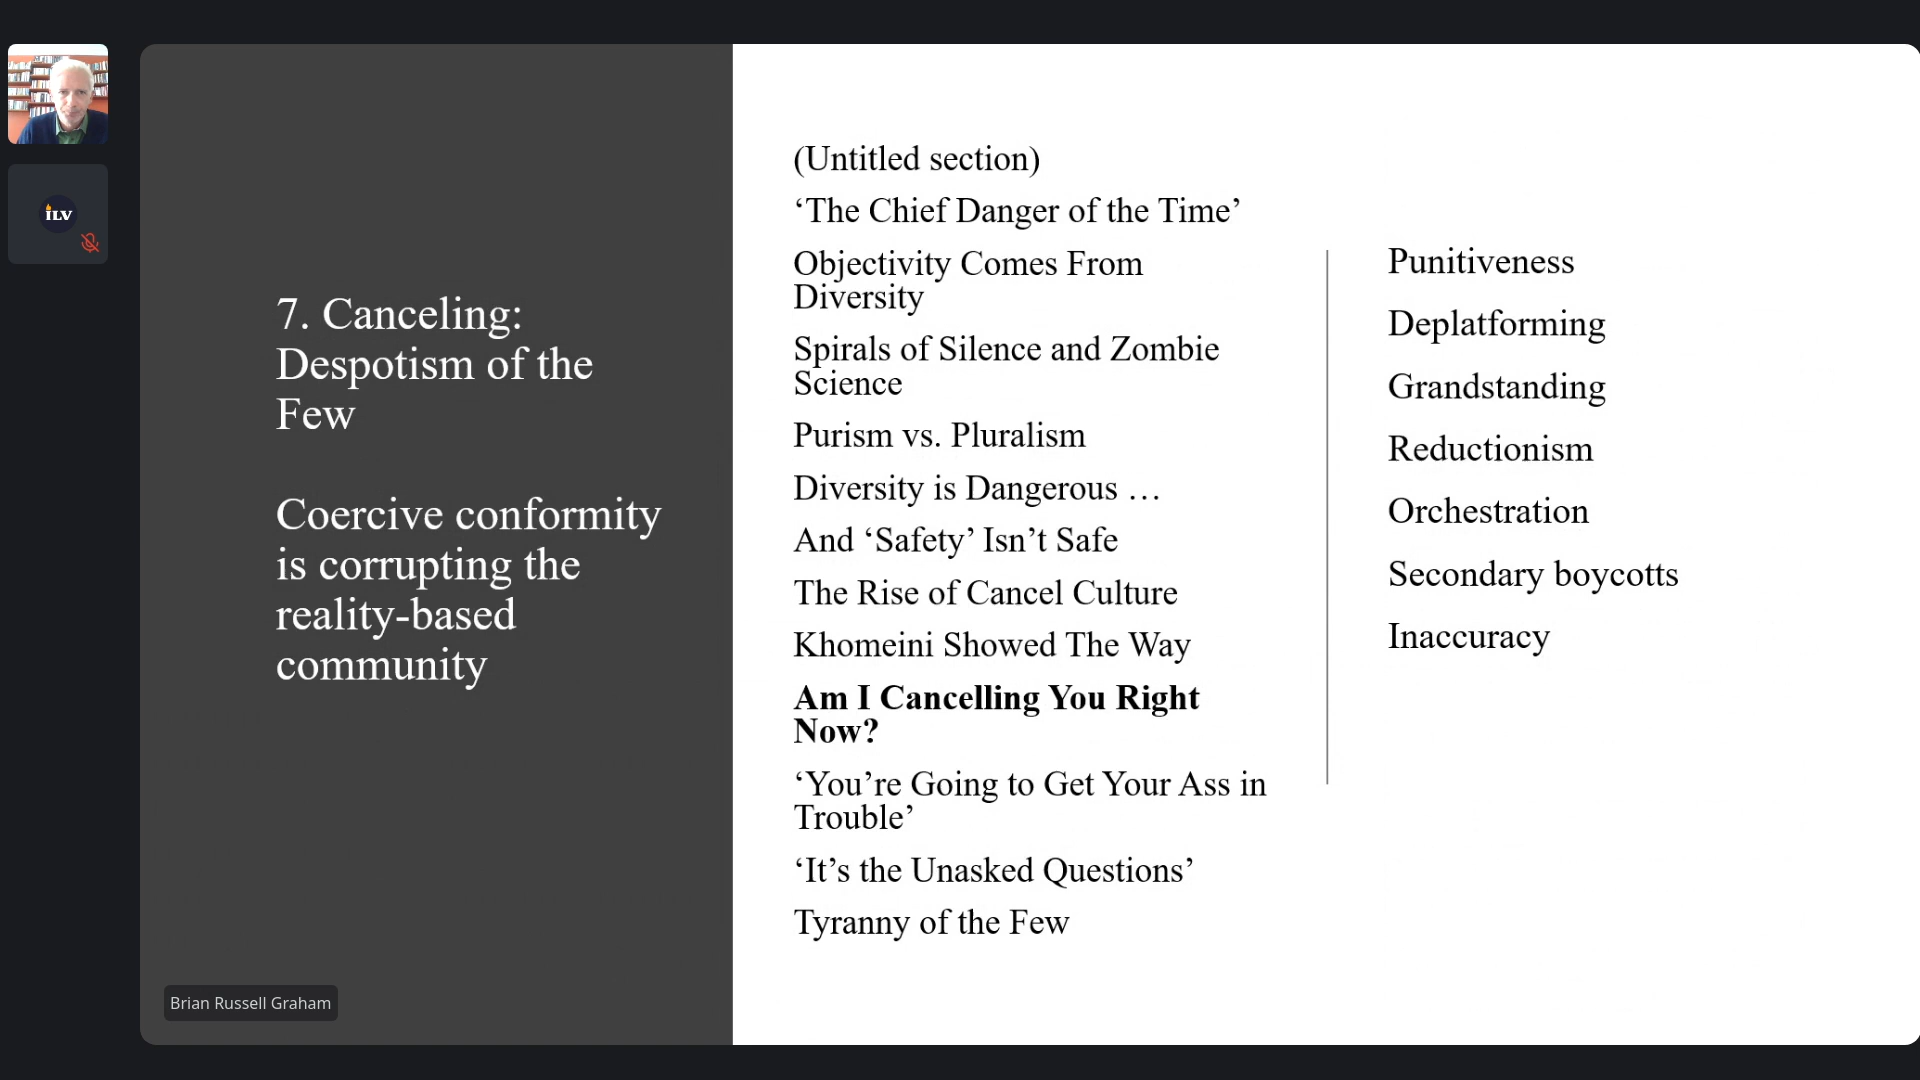 iLV
7. Canceling:
Despotism of the
Few
Coercive conformity
is corrupting the
reality-based
community
(Untitled section)
‘The Chief Danger of the Time’
Objectivity Comes From
Diversity
Spirals of Silence and Zombie
Science
Purism vs. Pluralism
Diversity is Dangerous …
And ‘Safety’ Isn’t Safe
The Rise of Cancel Culture
Khomeini Showed The Way
Am I Cancelling You Right
Now?
‘You’re Going to Get Your Ass in
Trouble’
‘It’s the Unasked Questions’
Tyranny of the Few
Punitiveness
Deplatforming
Grandstanding
Reductionism
Orchestration
Secondary boycotts
Inaccuracy
Brian Russell Graham